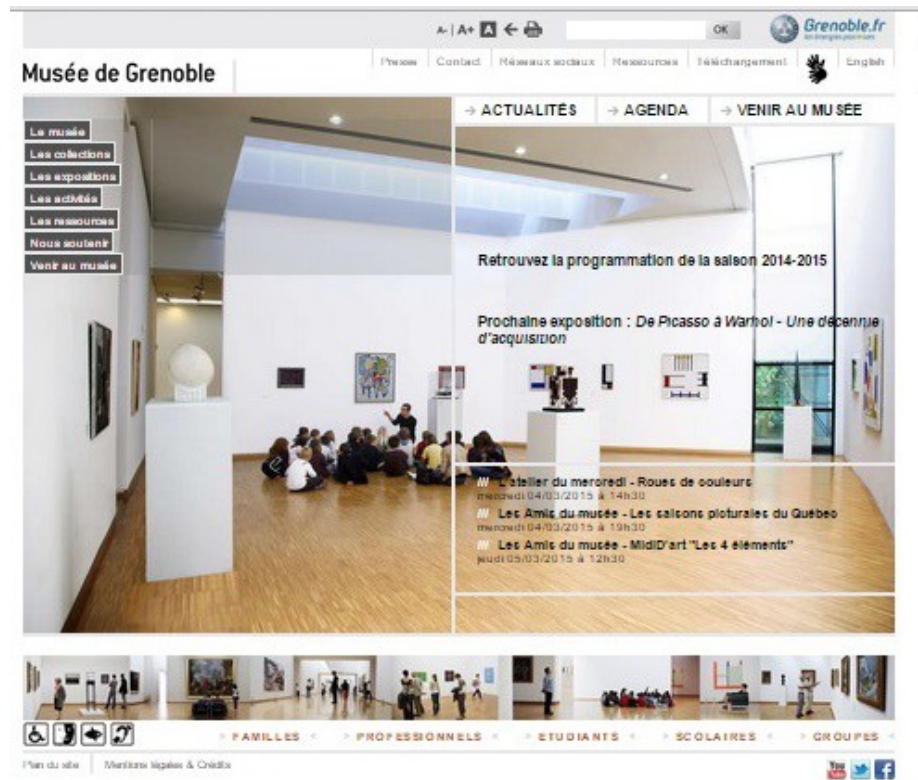 A- | A+ A OK Grenoble.fr
Musée de Grenoble
Presse Contact Réseaux sociaux Ressources Téléchargement English
→ ACTUALITÉS → AGENDA → VENIR AU MUSÉE
Le musée
Les collections
Les expositions
Les activités
Les ressources
Nous soutenir
Venir au musée
Retrouvez la programmation de la saison 2014-2015
Prochaine exposition : De Picasso à Warhol - Une décennie
d'acquisition
/// L'atelier du mercredi - Roues de couleurs
mercredi 04/03/2015 à 14h30
/// Les Amis du musée - Les saisons picturales du Québec
mercredi 04/03/2015 à 19h30
/// Les Amis du musée - MidiD'art "Les 4 éléments"
jeudi 05/03/2015 à 12h30
> FAMILLES < > PROFESSIONNELS < > ETUDIANTS < > SCOLAIRES < > GROUPES <
Plan du site | Mentions légales & Crédits
You